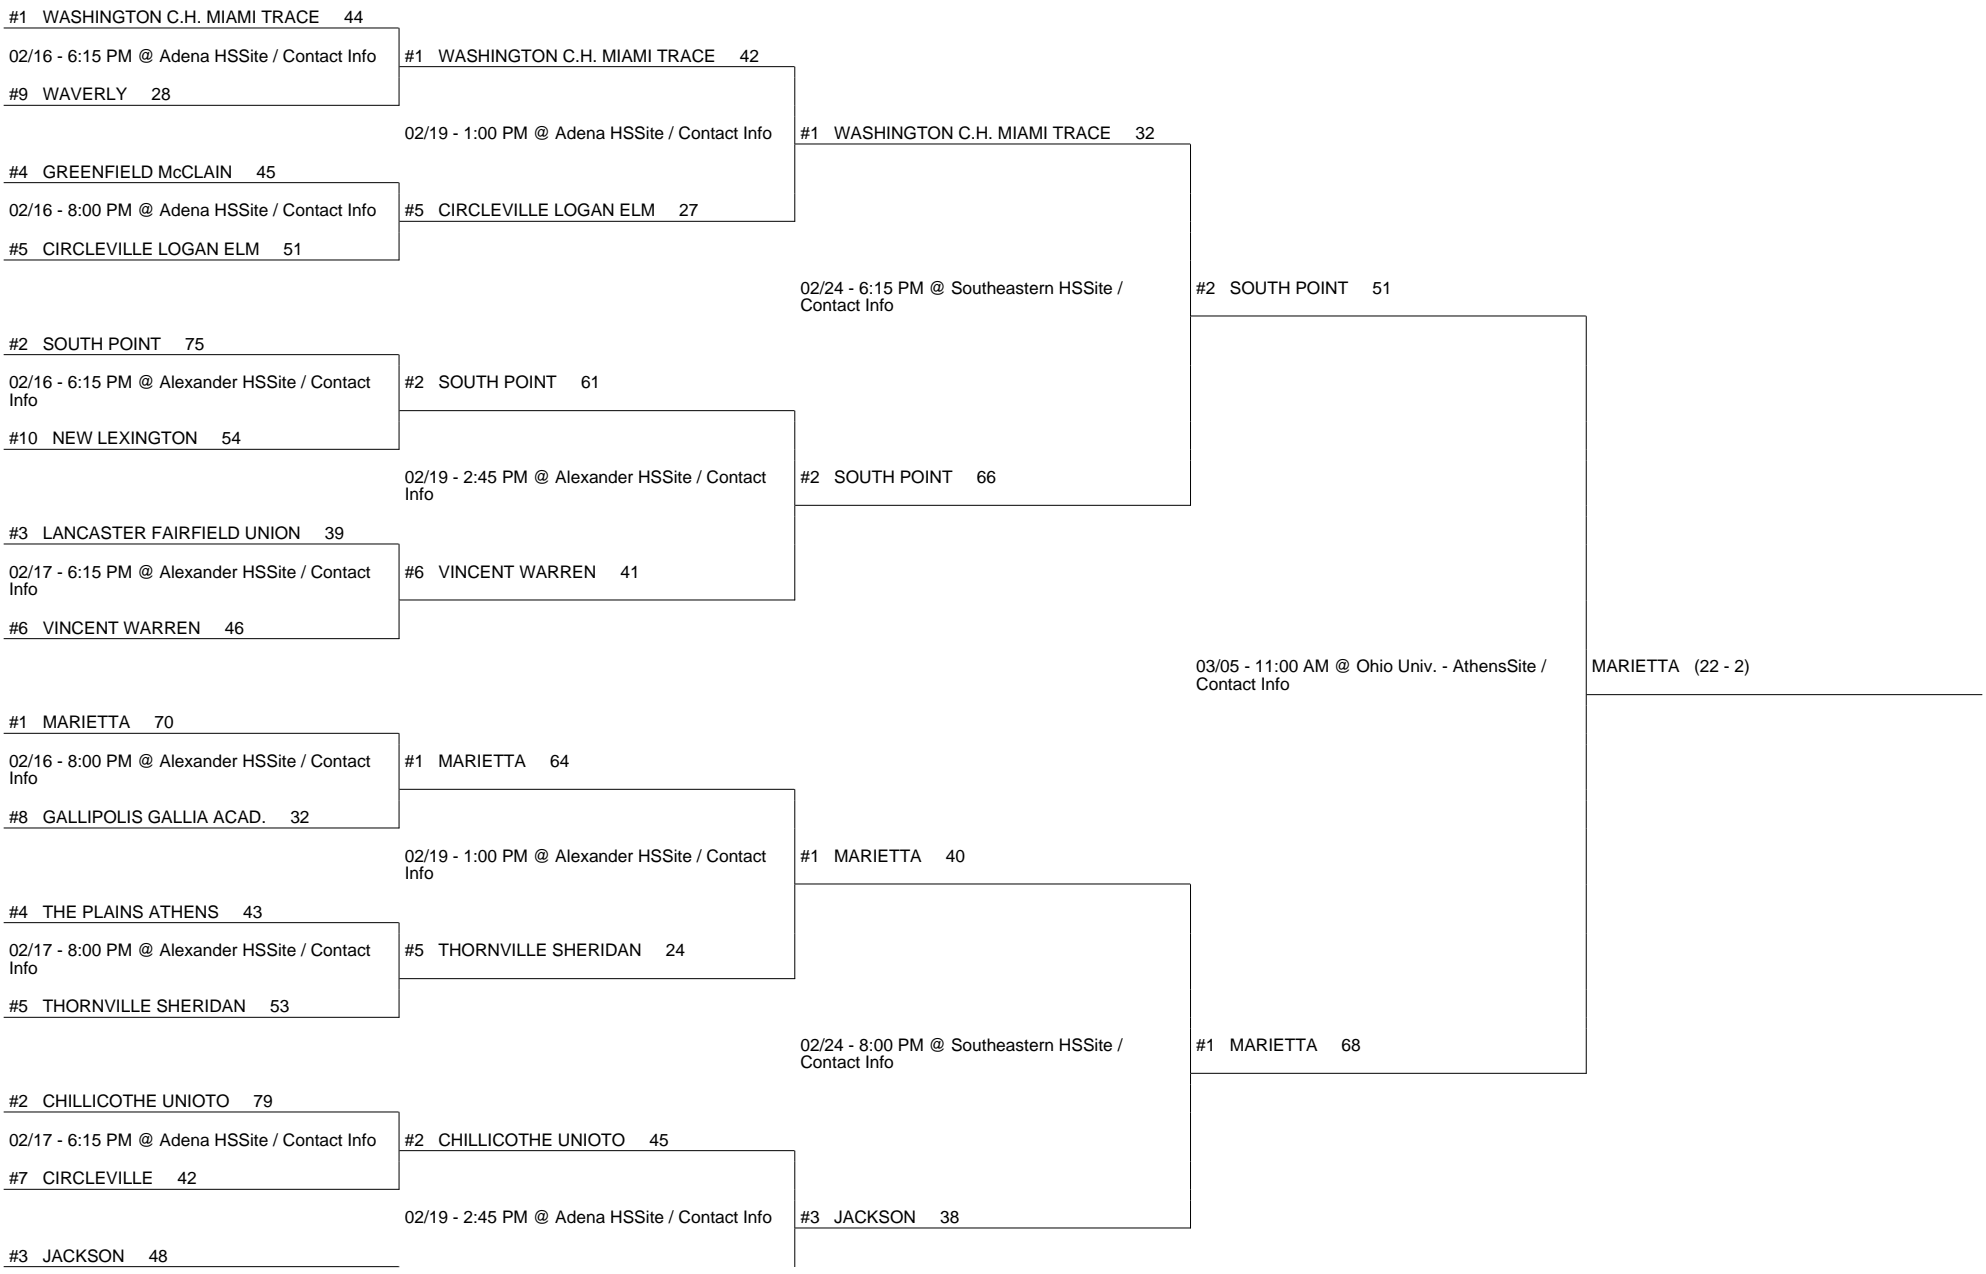 #1 WASHINGTON C.H. MIAMI TRACE 44
02/16 - 6:15 PM @ Adena HSSite / Contact Info
#9 WAVERLY 28
#4 GREENFIELD McCLAIN 45
02/16 - 8:00 PM @ Adena HSSite / Contact Info
#5 CIRCLEVILLE LOGAN ELM 51
#2 SOUTH POINT 75
02/16 - 6:15 PM @ Alexander HSSite / Contact
Info
#10 NEW LEXINGTON 54
#3 LANCASTER FAIRFIELD UNION 39
02/17 - 6:15 PM @ Alexander HSSite / Contact
Info
#6 VINCENT WARREN 46
#1 MARIETTA 70
02/16 - 8:00 PM @ Alexander HSSite / Contact
Info
#8 GALLIPOLIS GALLIA ACAD. 32
#4 THE PLAINS ATHENS 43
02/17 - 8:00 PM @ Alexander HSSite / Contact
Info
#5 THORNVILLE SHERIDAN 53
#2 CHILLICOTHE UNIOTO 79
02/17 - 6:15 PM @ Adena HSSite / Contact Info
#7 CIRCLEVILLE 42
#3 JACKSON 48
#1 WASHINGTON C.H. MIAMI TRACE 42
02/19 - 1:00 PM @ Adena HSSite / Contact Info
#5 CIRCLEVILLE LOGAN ELM 27
#2 SOUTH POINT 61
02/19 - 2:45 PM @ Alexander HSSite / Contact
Info
#6 VINCENT WARREN 41
#1 MARIETTA 64
02/19 - 1:00 PM @ Alexander HSSite / Contact
Info
#5 THORNVILLE SHERIDAN 24
#2 CHILLICOTHE UNIOTO 45
02/19 - 2:45 PM @ Adena HSSite / Contact Info
#1 WASHINGTON C.H. MIAMI TRACE 32
02/24 - 6:15 PM @ Southeastern HSSite /
Contact Info
#2 SOUTH POINT 66
#1 MARIETTA 40
02/24 - 8:00 PM @ Southeastern HSSite /
Contact Info
#3 JACKSON 38
#2 SOUTH POINT 51
03/05 - 11:00 AM @ Ohio Univ. - AthensSite /
Contact Info
#1 MARIETTA 68
MARIETTA (22 - 2)